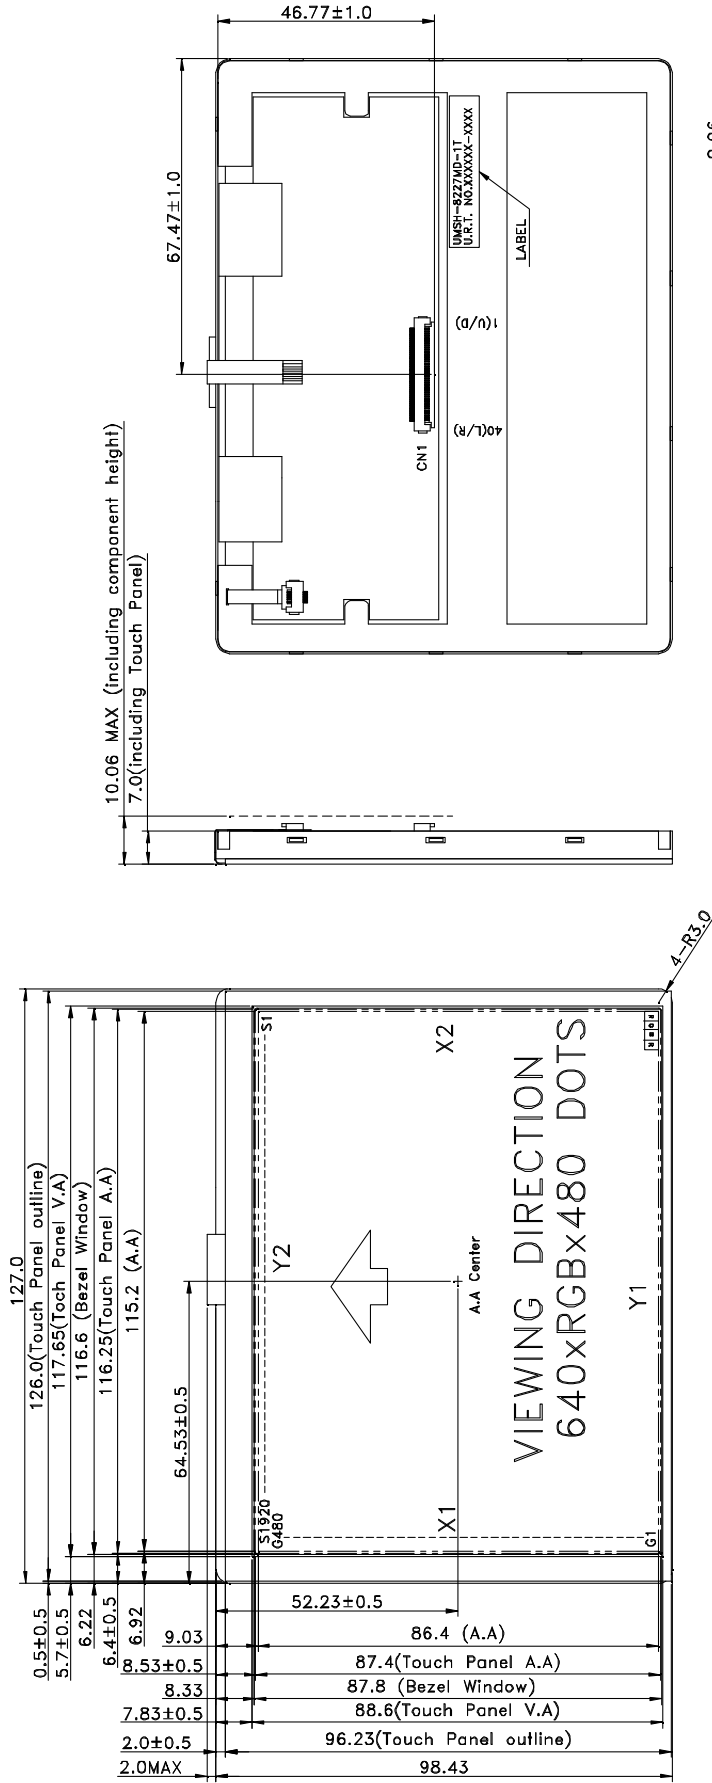 46.77±1.0
67.47±1.0
UMSH-8227MD-1T
U.R.T. NO.XXXXXX-XXXX
LABEL
1(U/D)
40(L/R)
CN1
10.06 MAX (including component height)
7.0(including Touch Panel)
127.0
126.0(Touch Panel outline)
117.65(Toch Panel V.A)
116.6 (Bezel Window)
116.25(Touch Panel A.A)
115.2 (A.A)
64.53±0.5
0.5±0.5
5.7±0.5
6.22
6.4±0.5
6.92
4-R3.0
S1
X2
Y2
A.A Center
VIEWING DIRECTION
640xRGBx480 DOTS
Y1
X1
S1920
G480
G1
R G B R
52.23±0.5
9.03
86.4 (A.A)
8.53±0.5
87.4(Touch Panel A.A)
8.33
87.8 (Bezel Window)
7.83±0.5
88.6(Touch Panel V.A)
2.0±0.5
96.23(Touch Panel outline)
2.0MAX
98.43